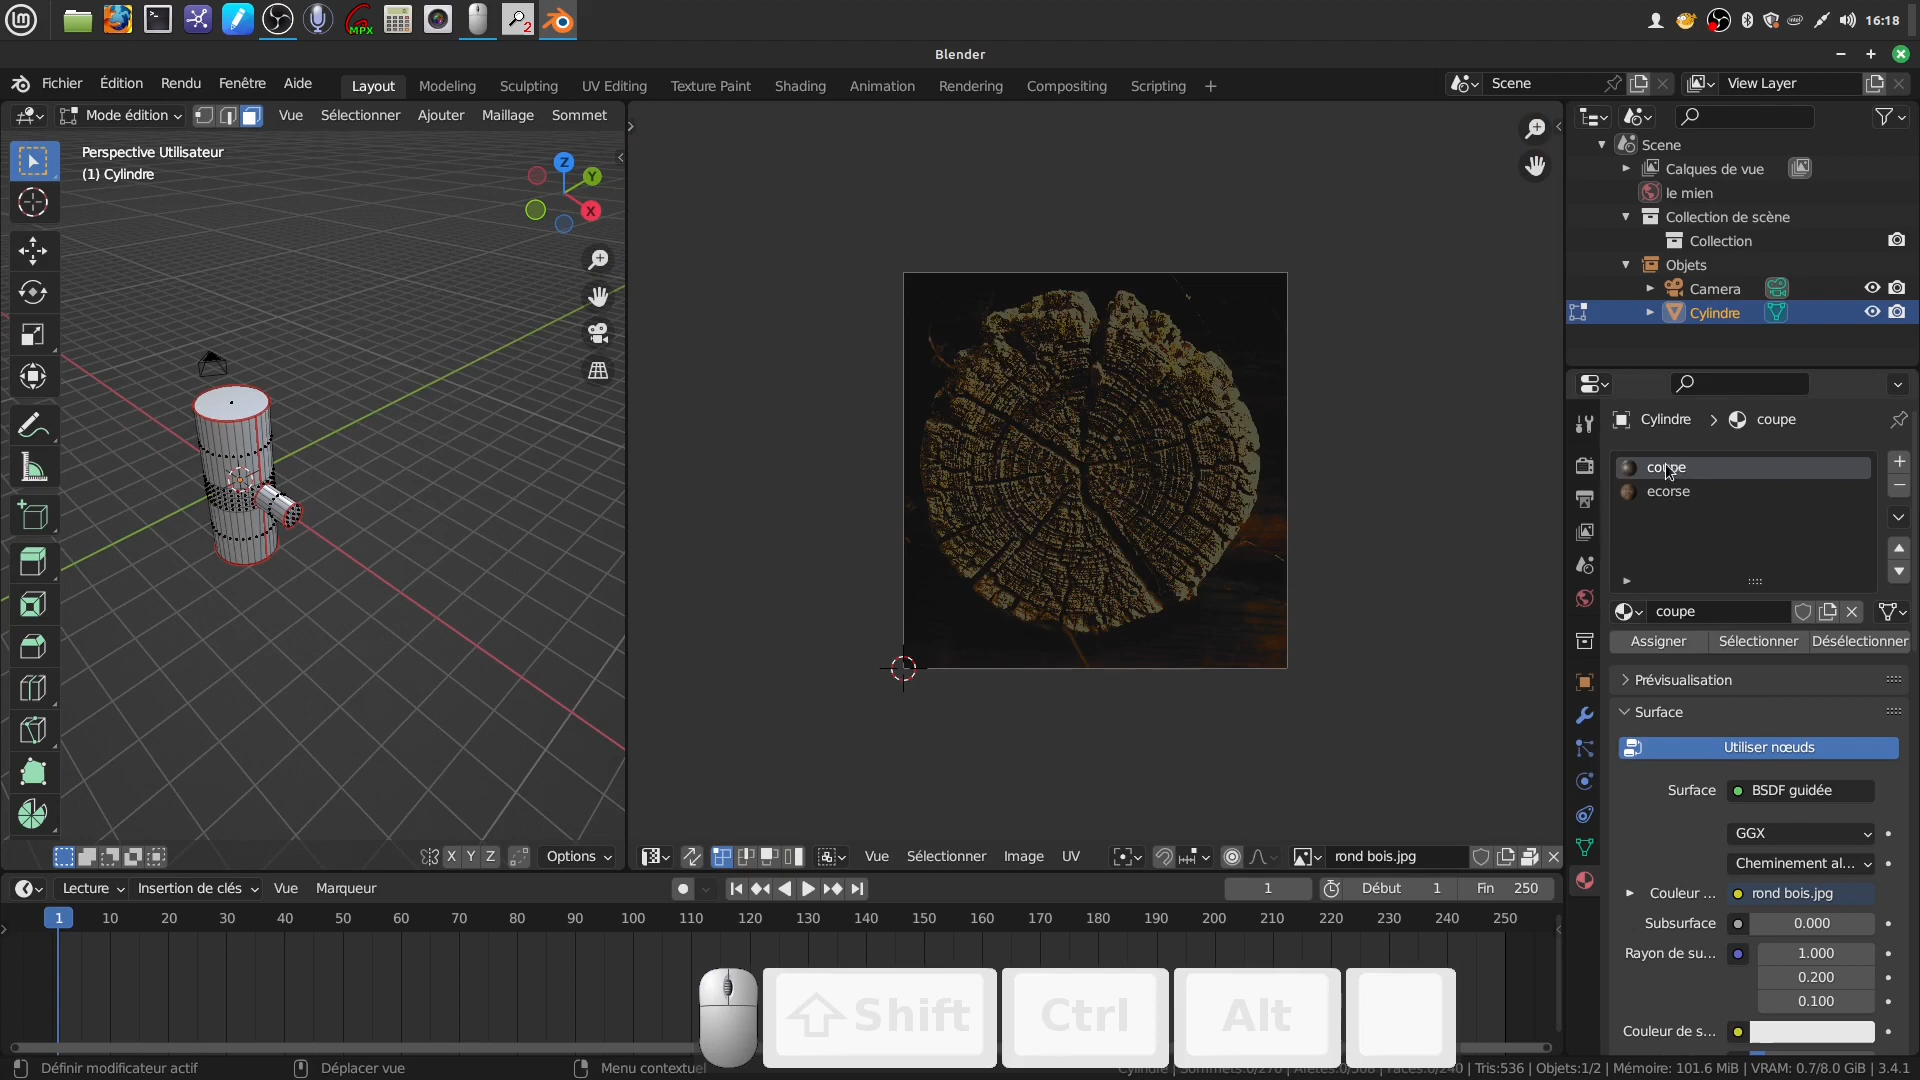 MPX
2
16:18
Blender
Fichier Édition Rendu Fenêtre Aide
Layout Modeling Sculpting UV Editing Texture Paint Shading Animation Rendering Compositing Scripting +
Scene
View Layer
Mode édition
Vue Sélectionner Ajouter Maillage Sommet
Perspective Utilisateur
(1) Cylindre
Z
Y
X
Scene
Calques de vue
le mien
Collection de scène
Collection
Objets
Camera
Cylindre
Cylindre > coupe
coupe
ecorse
coupe
Assigner Sélectionner Désélectionner
Prévisualisation
Surface
Utiliser nœuds
Surface BSDF guidée
GGX
Cheminement al...
Couleur ... rond bois.jpg
Subsurface 0.000
Rayon de su... 1.000
0.200
0.100
Couleur de s...
X Y Z Options
Vue Sélectionner Image UV
rond bois.jpg
Lecture Insertion de clés Vue Marqueur
1 Début 1 Fin 250
1 10 20 30 40 50 60 70 80 90 100 110 120 130 140 150 160 170 180 190 200 210 220 230 240 250
Shift Ctrl Alt
Définir modificateur actif Déplacer vue Menu contextuel
Tris:536 | Objets:1/2 | Mémoire: 101.6 MiB | VRAM: 0.7/8.0 GiB | 3.4.1